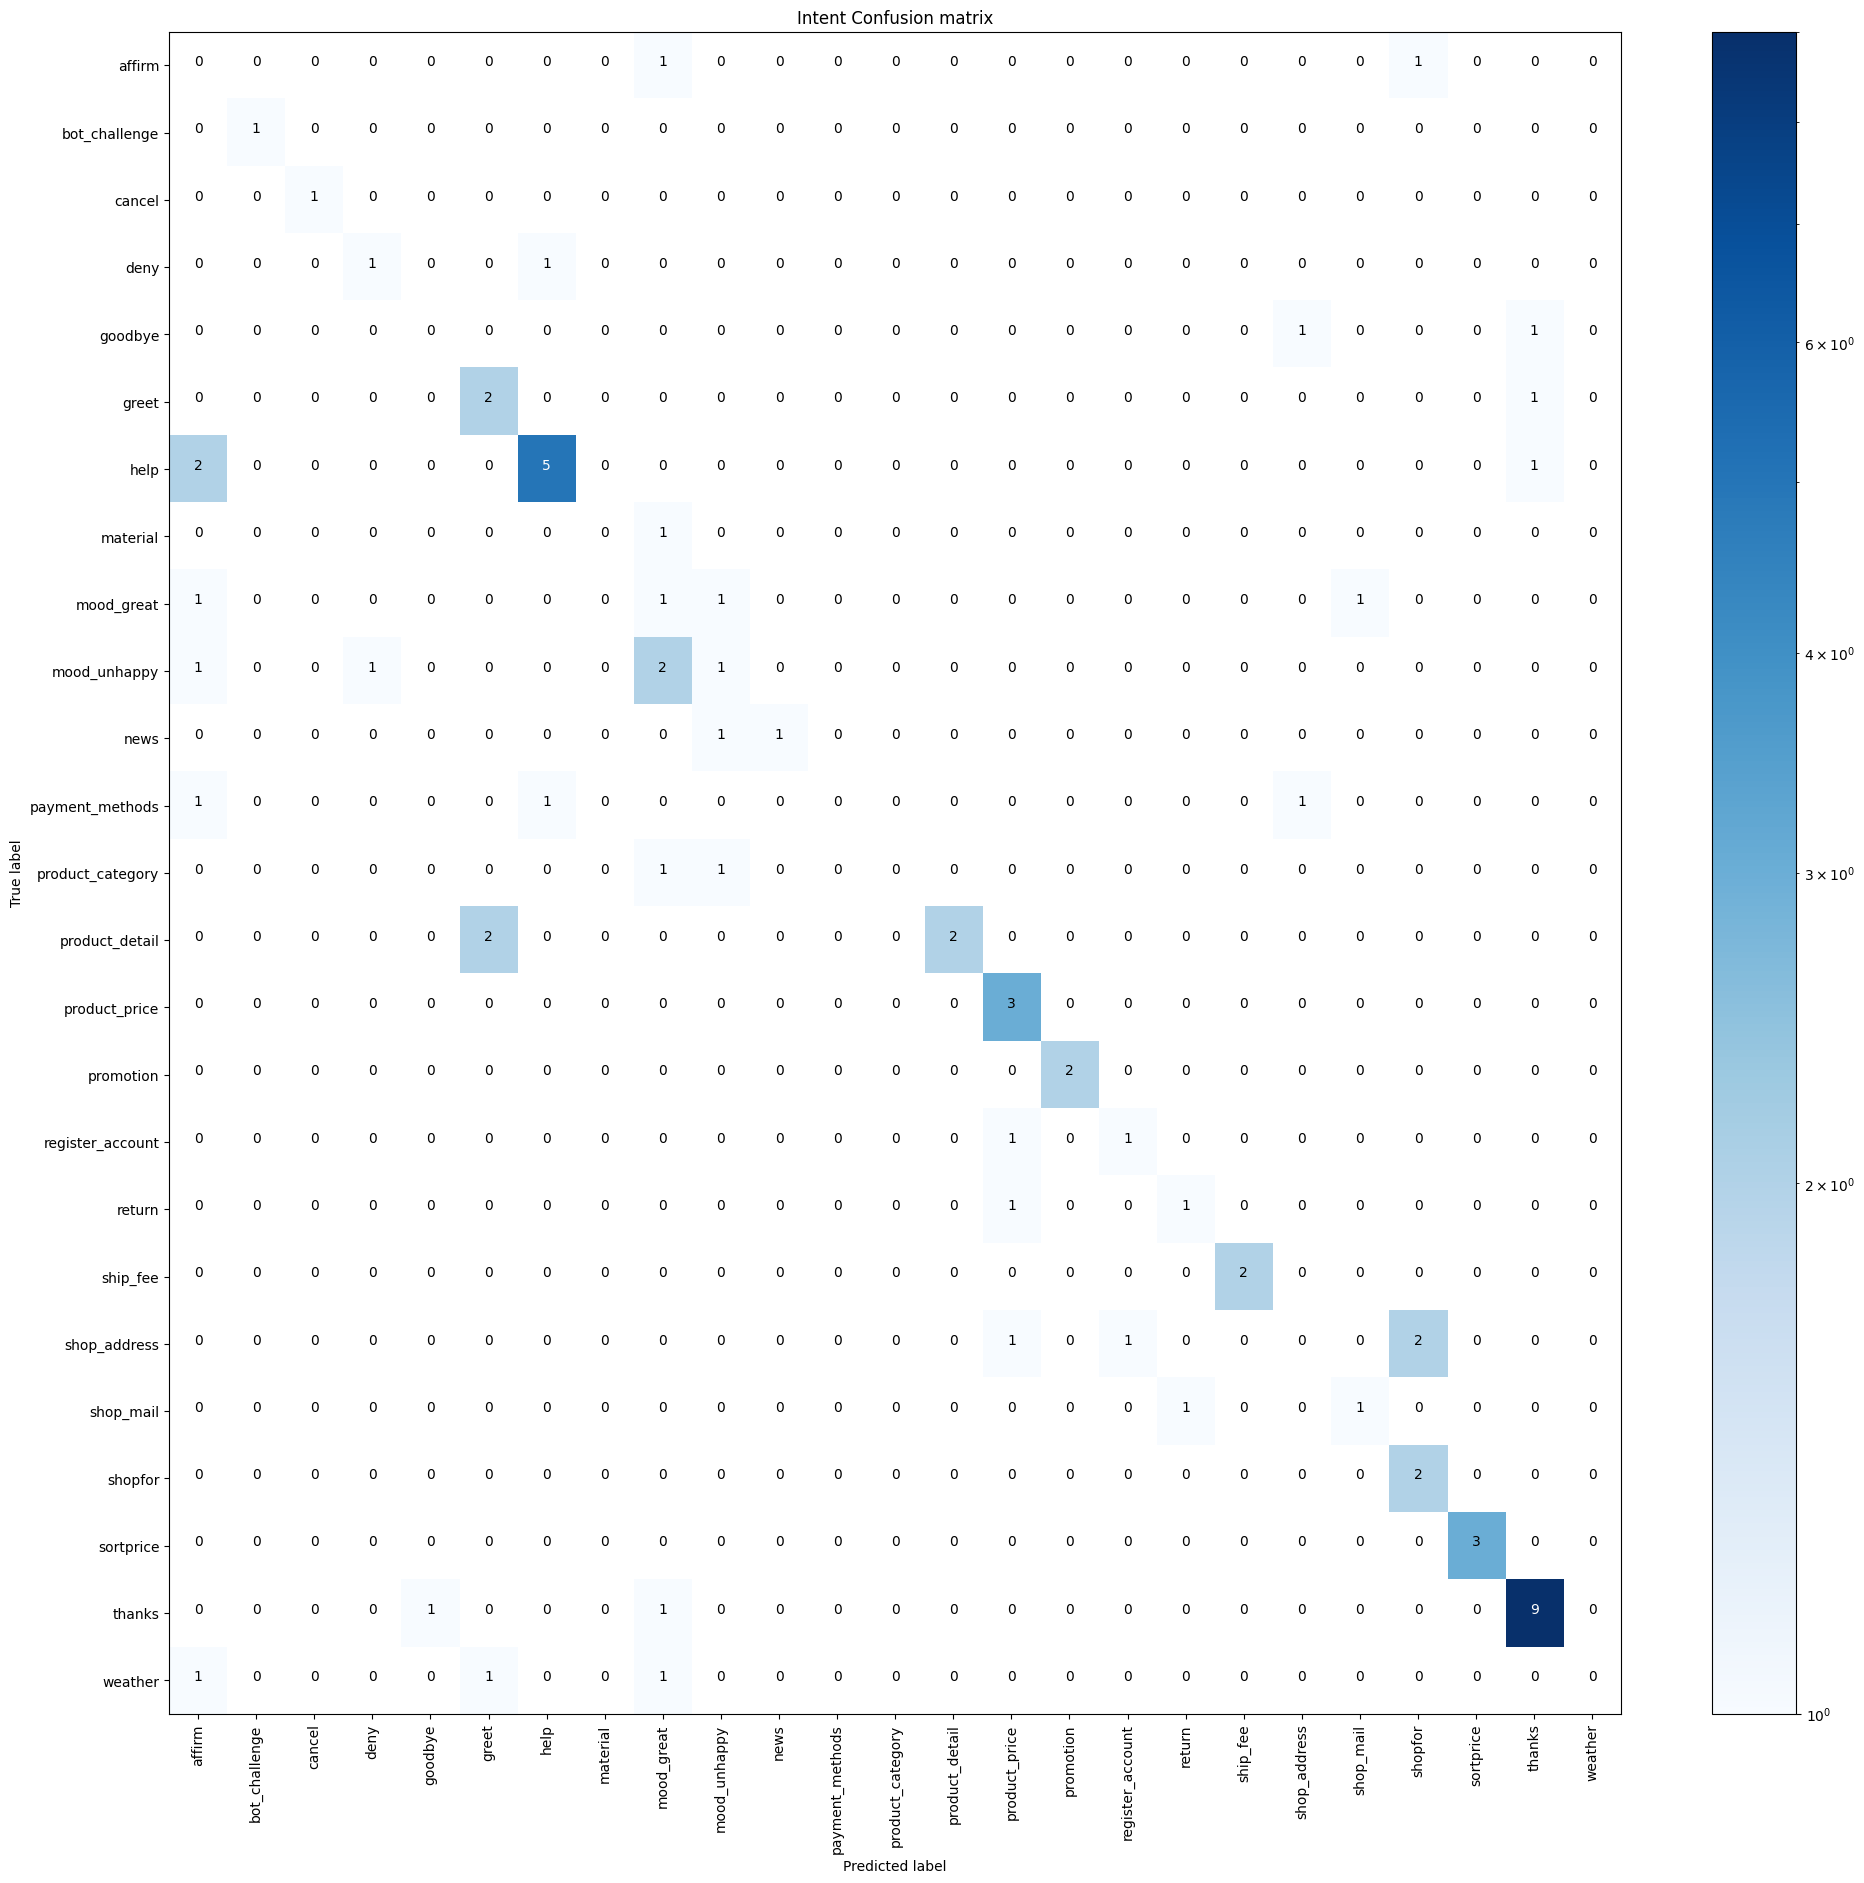 Intent Confusion matrix
affirm 0 0 0 0 0 0 0 0 1 0 0 0 0 0 0 0 0 0 0 0 0 1 0 0 0
bot_challenge 0 1 0 0 0 0 0 0 0 0 0 0 0 0 0 0 0 0 0 0 0 0 0 0 0
cancel 0 0 1 0 0 0 0 0 0 0 0 0 0 0 0 0 0 0 0 0 0 0 0 0 0
deny 0 0 0 1 0 0 1 0 0 0 0 0 0 0 0 0 0 0 0 0 0 0 0 0 0
goodbye 0 0 0 0 0 0 0 0 0 0 0 0 0 0 0 0 0 0 0 1 0 0 0 1 0
6 × 10⁰
greet 0 0 0 0 0 2 0 0 0 0 0 0 0 0 0 0 0 0 0 0 0 0 0 1 0
help 2 0 0 0 0 0 5 0 0 0 0 0 0 0 0 0 0 0 0 0 0 0 0 1 0
material 0 0 0 0 0 0 0 0 1 0 0 0 0 0 0 0 0 0 0 0 0 0 0 0 0
mood_great 1 0 0 0 0 0 0 0 1 1 0 0 0 0 0 0 0 0 0 0 1 0 0 0 0
4 × 10⁰
mood_unhappy 1 0 0 1 0 0 0 0 2 1 0 0 0 0 0 0 0 0 0 0 0 0 0 0 0
news 0 0 0 0 0 0 0 0 0 1 1 0 0 0 0 0 0 0 0 0 0 0 0 0 0
payment_methods 1 0 0 0 0 0 1 0 0 0 0 0 0 0 0 0 0 0 0 1 0 0 0 0 0
True label
product_category 0 0 0 0 0 0 0 0 1 1 0 0 0 0 0 0 0 0 0 0 0 0 0 0 0
3 × 10⁰
product_detail 0 0 0 0 0 2 0 0 0 0 0 0 0 2 0 0 0 0 0 0 0 0 0 0 0
product_price 0 0 0 0 0 0 0 0 0 0 0 0 0 0 3 0 0 0 0 0 0 0 0 0 0
promotion 0 0 0 0 0 0 0 0 0 0 0 0 0 0 0 2 0 0 0 0 0 0 0 0 0
register_account 0 0 0 0 0 0 0 0 0 0 0 0 0 0 1 0 1 0 0 0 0 0 0 0 0
2 × 10⁰
return 0 0 0 0 0 0 0 0 0 0 0 0 0 0 1 0 0 1 0 0 0 0 0 0 0
ship_fee 0 0 0 0 0 0 0 0 0 0 0 0 0 0 0 0 0 0 2 0 0 0 0 0 0
shop_address 0 0 0 0 0 0 0 0 0 0 0 0 0 0 1 0 1 0 0 0 0 2 0 0 0
shop_mail 0 0 0 0 0 0 0 0 0 0 0 0 0 0 0 0 0 1 0 0 1 0 0 0 0
shopfor 0 0 0 0 0 0 0 0 0 0 0 0 0 0 0 0 0 0 0 0 0 2 0 0 0
sortprice 0 0 0 0 0 0 0 0 0 0 0 0 0 0 0 0 0 0 0 0 0 0 3 0 0
thanks 0 0 0 0 1 0 0 0 1 0 0 0 0 0 0 0 0 0 0 0 0 0 0 9 0
weather 1 0 0 0 0 1 0 0 1 0 0 0 0 0 0 0 0 0 0 0 0 0 0 0 0
10⁰
affirm
bot_challenge
cancel
deny
goodbye
greet
help
material
mood_great
mood_unhappy
news
payment_methods
product_category
product_detail
product_price
promotion
register_account
return
ship_fee
shop_address
shop_mail
shopfor
sortprice
thanks
weather
Predicted label